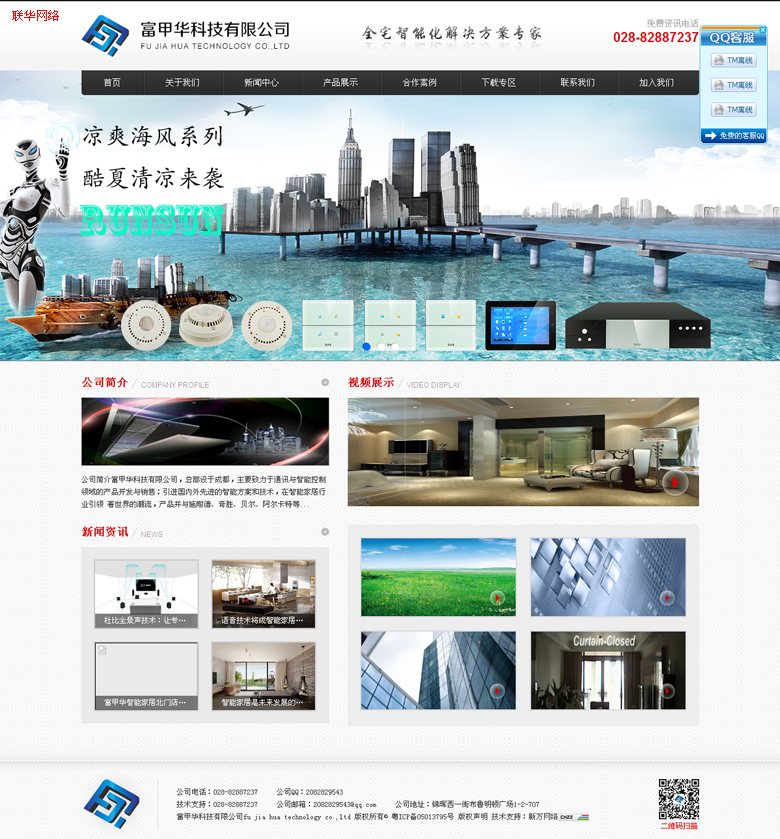 联华网络
富甲华科技有限公司
FU JIA HUA TECHNOLOGY CO.,LTD
全宅智能化解决方案专家
免费资讯电话
028-82887237
QQ客服
TM离线
TM离线
TM离线
免费的客服QQ
首页 关于我们 新闻中心 产品展示 合作案例 下载专区 联系我们 加入我们
凉爽海风系列
酷夏清凉来袭
RUNSUN
公司简介 / COMPANY PROFILE
视频展示 / VIDEO DISPLAY
公司简介富甲华科技有限公司，总部设于成都，主要致力于通讯与智能控制
领域的产品开发与销售；引进国内外先进的智能方案和技术，在智能家居行
业引领 着世界的潮流，产品并与施耐德、奇胜、贝尔、阿尔卡特等...
新闻资讯 / NEWS
杜比全景声技术：让专…
语音技术将成智能家居…
富甲华智能家居北门店…
智能家居是未来发展的…
Curtain-Closed
公司电话：028-82887237 公司QQ：2082829543
技术支持：028-82887237 公司邮箱：2082829543@qq.com 公司地址：锦晖西一街布鲁明顿广场1-2-707
富甲华科技有限公司fu jia hua technology co.,ltd 版权所有© 粤ICP备05013795号 版权声明 技术支持：新万网络 CNZZ
二维码扫描